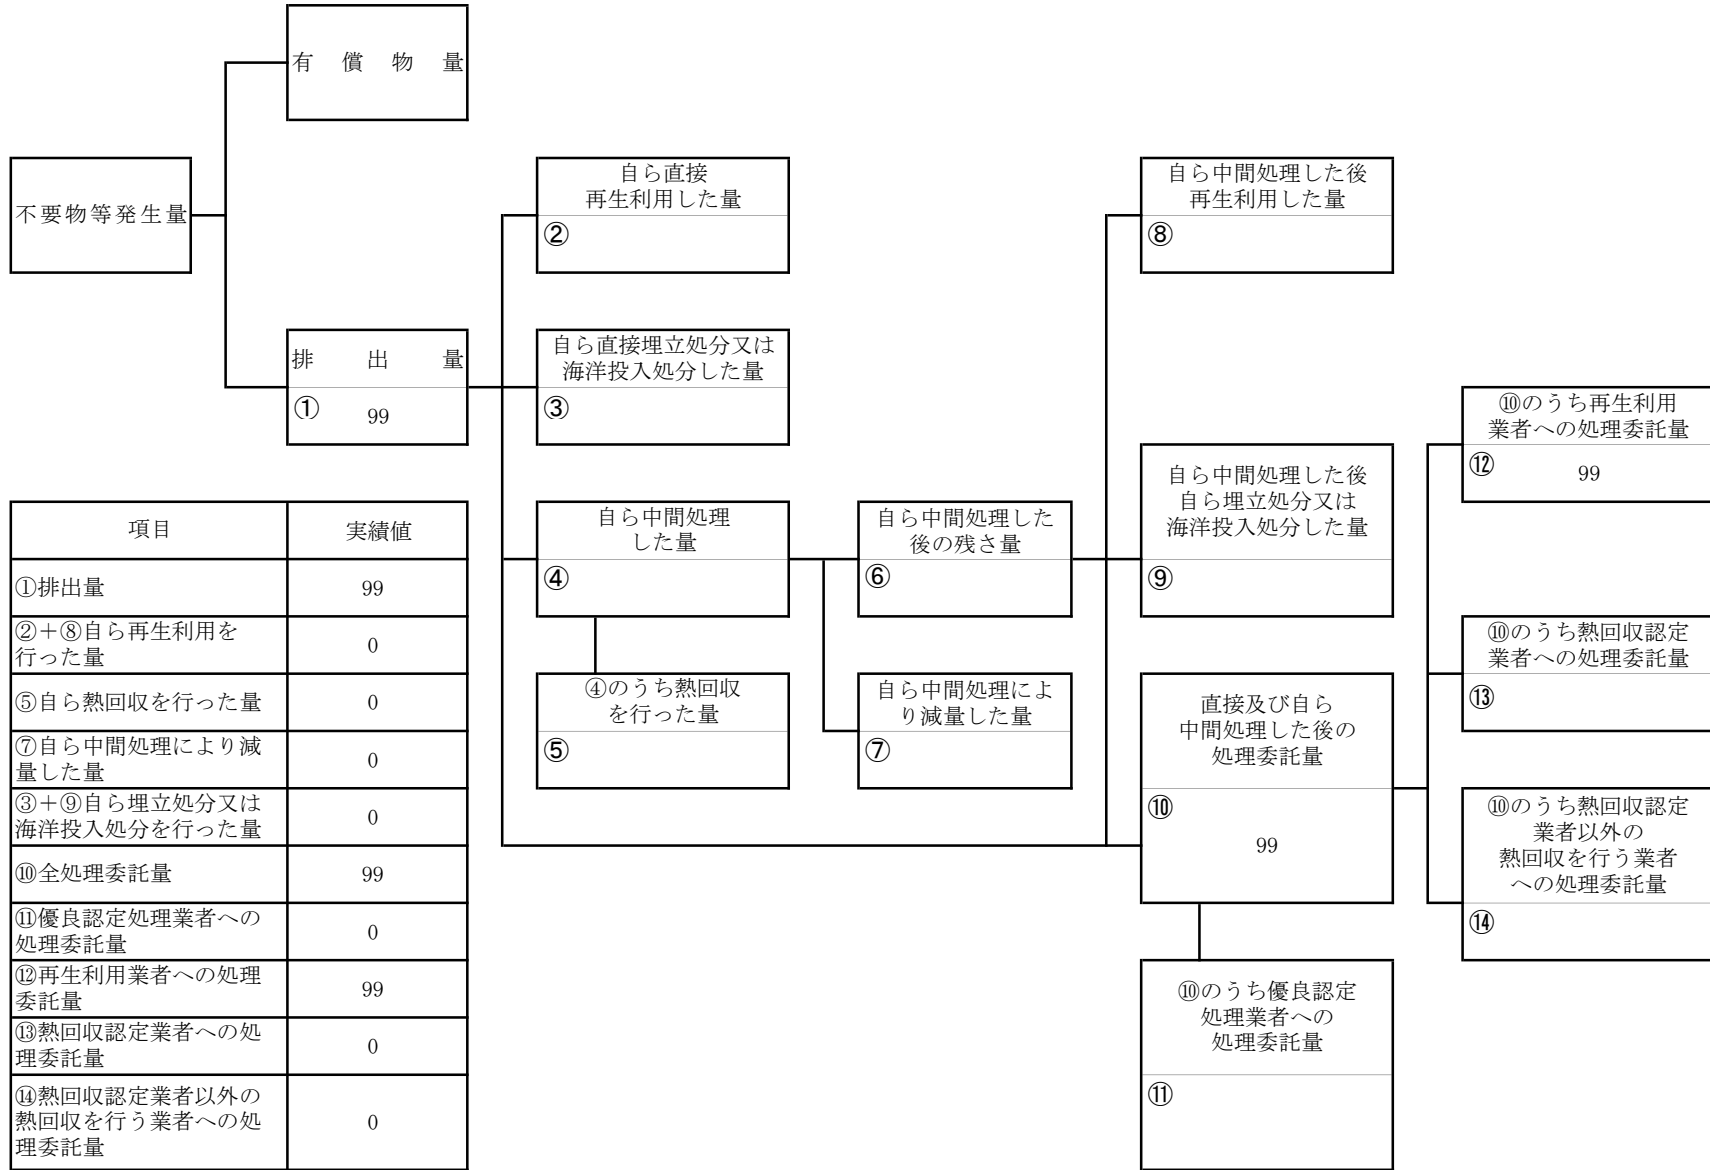 有償物量
不要物等発生量
自ら直接
再生利用した量
②
自ら中間処理した後
再生利用した量
⑧
排出量
① 99
自ら直接埋立処分又は
海洋投入処分した量
③
⑩のうち再生利用
業者への処理委託量
⑫ 99
自ら中間処理
した量
④
自ら中間処理した
後の残さ量
⑥
自ら中間処理した後
自ら埋立処分又は
海洋投入処分した量
⑨
⑩のうち熱回収認定
業者への処理委託量
⑬
④のうち熱回収
を行った量
⑤
自ら中間処理によ
り減量した量
⑦
直接及び自ら
中間処理した後の
処理委託量
⑩
99
⑩のうち熱回収認定
業者以外の
熱回収を行う業者
への処理委託量
⑭
⑩のうち優良認定
処理業者への
処理委託量
⑪
項目 実績値
①排出量 99
②＋⑧自ら再生利用を
行った量 0
⑤自ら熱回収を行った量 0
⑦自ら中間処理により減
量した量 0
③＋⑨自ら埋立処分又は
海洋投入処分を行った量 0
⑩全処理委託量 99
⑪優良認定処理業者への
処理委託量 0
⑫再生利用業者への処理
委託量 99
⑬熱回収認定業者への処
理委託量 0
⑭熱回収認定業者以外の
熱回収を行う業者への処
理委託量 0